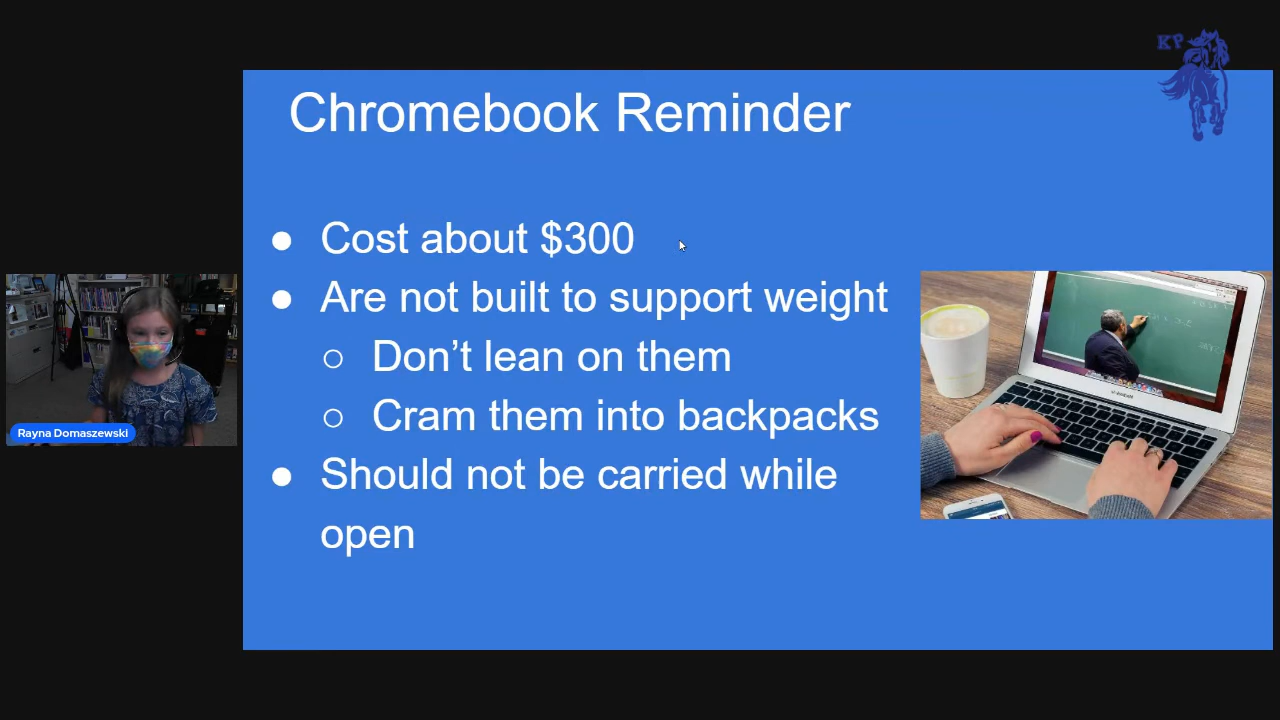 KP
Chromebook Reminder
● Cost about $300
● Are not built to support weight
○ Don’t lean on them
○ Cram them into backpacks
● Should not be carried while
open
Rayna Domaszewski